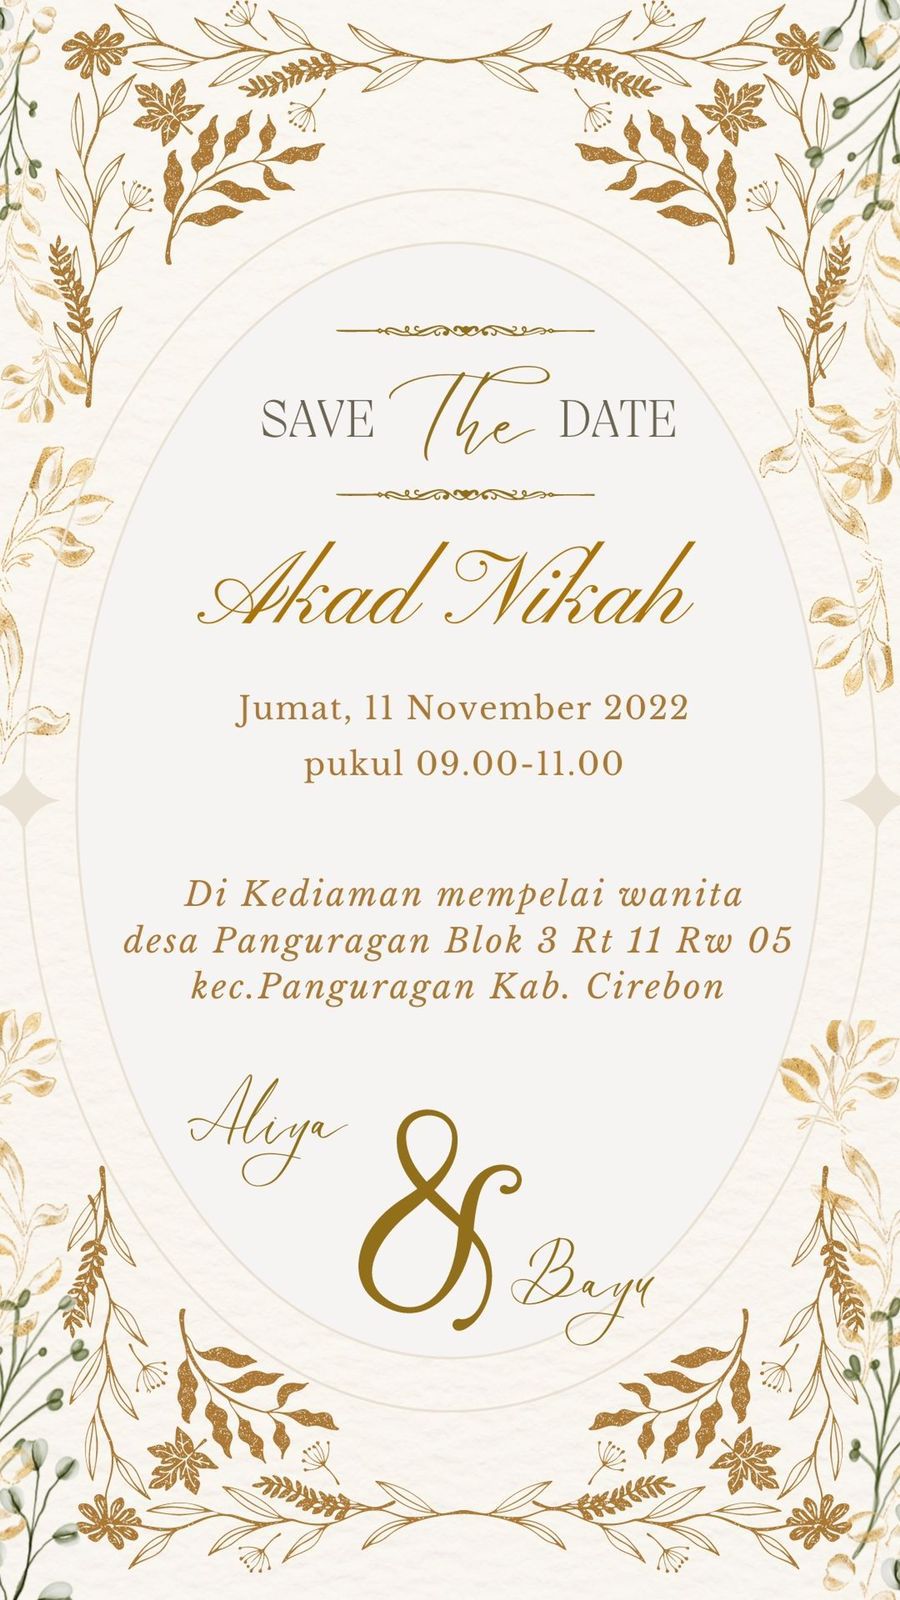 SAVE The DATE
Akad Nikah
Jumat, 11 November 2022
pukul 09.00-11.00
Di Kediaman mempelai wanita
desa Panguragan Blok 3 Rt 11 Rw 05
kec.Panguragan Kab. Cirebon
Aliya
&
Bayu